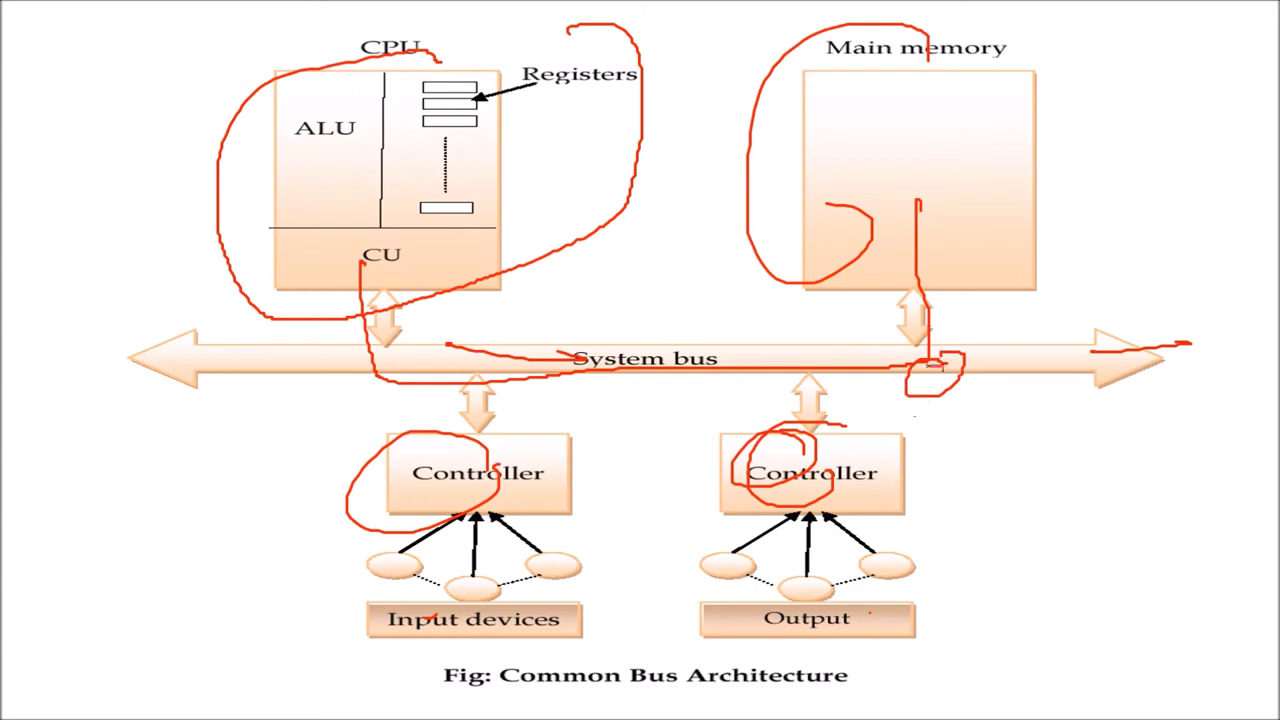 CPU
Main memory
Registers
ALU
CU
System bus
Controller
Controller
Input devices
Output
Fig: Common Bus Architecture